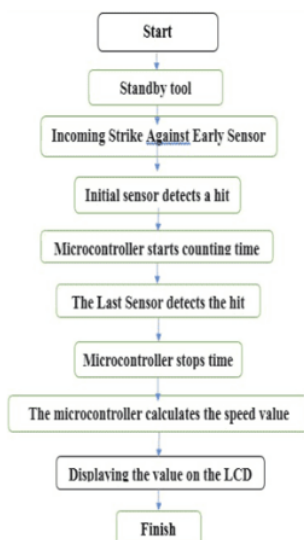 Start
Standby tool
Incoming Strike Against Early Sensor
Initial sensor detects a hit
Microcontroller starts counting time
The Last Sensor detects the hit
Microcontroller stops time
The microcontroller calculates the speed value
Displaying the value on the LCD
Finish